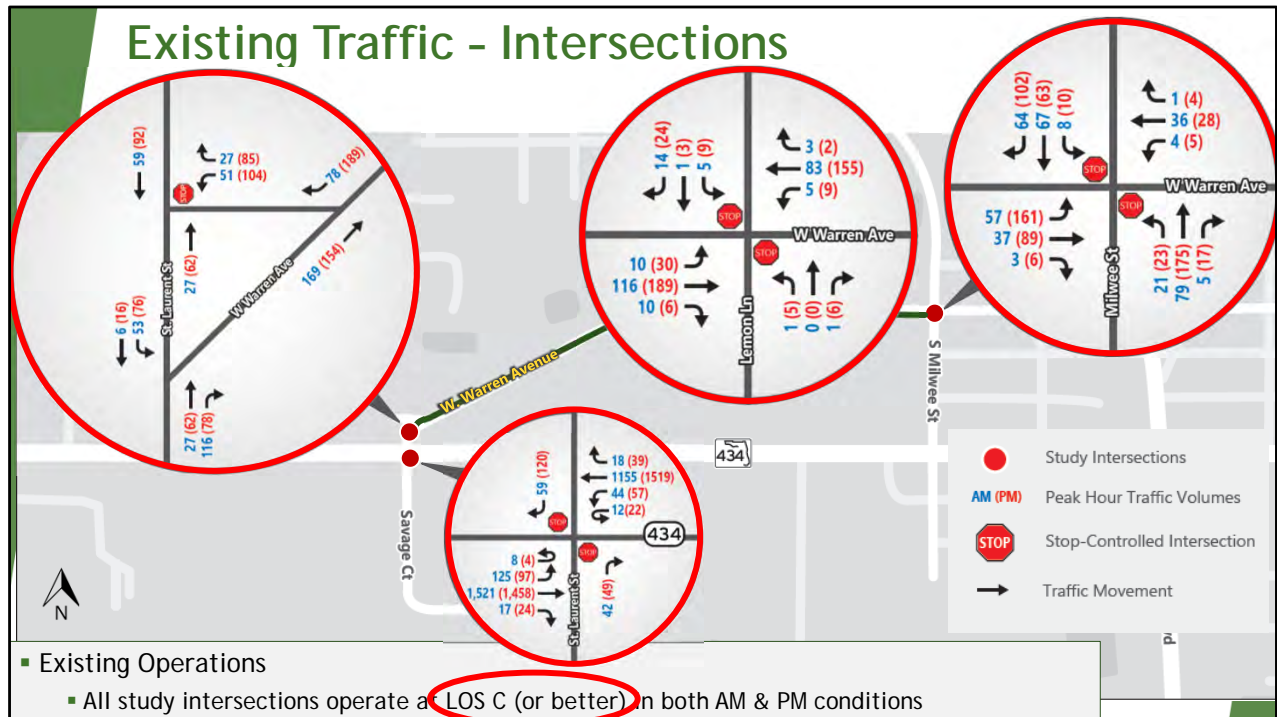 Existing Traffic - Intersections
59 (92)
27 (85)
51 (104)
STOP
78 (189)
27 (62)
St. Laurent St
W Warren Ave
169 (154)
6 (16)
53 (76)
27 (62)
116 (78)
14 (24)
1 (3)
5 (9)
3 (2)
83 (155)
5 (9)
STOP
W Warren Ave
STOP
10 (30)
116 (189)
10 (6)
1 (5)
0 (0)
1 (6)
Lemon Ln
64 (102)
67 (63)
8 (10)
1 (4)
36 (28)
4 (5)
STOP
W Warren Ave
STOP
57 (161)
37 (89)
3 (6)
21 (23)
79 (175)
5 (17)
Milwee St
W. Warren Avenue
S Milwee St
434
Savage Ct
59 (120)
18 (39)
1155 (1519)
44 (57)
12 (22)
STOP
434
STOP
8 (4)
125 (97)
1,521 (1,458)
17 (24)
42 (49)
St. Laurent St
Study Intersections
AM (PM) Peak Hour Traffic Volumes
STOP Stop-Controlled Intersection
Traffic Movement
N
▪ Existing Operations
▪ All study intersections operate at LOS C (or better) in both AM & PM conditions